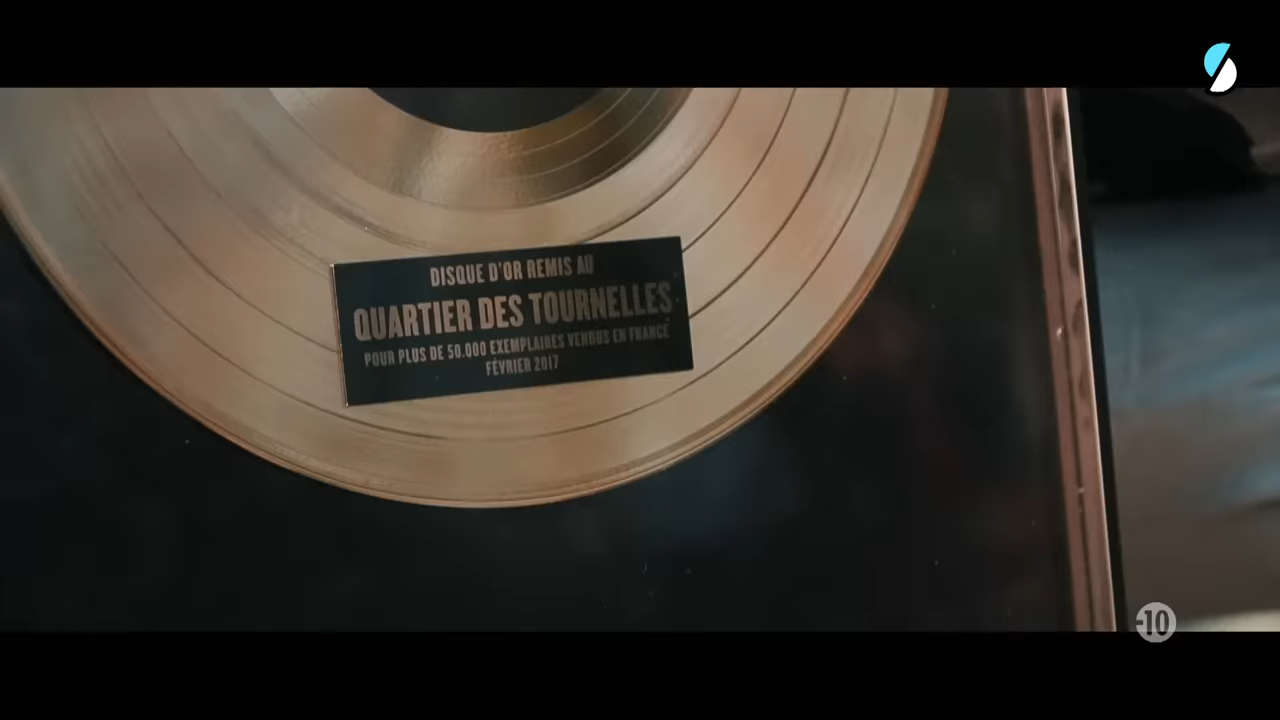 DISQUE D'OR REMIS AU
QUARTIER DES TOURNELLES
POUR PLUS DE 50.000 EXEMPLAIRES VENDUS EN FRANCE
FÉVRIER 2017
-10